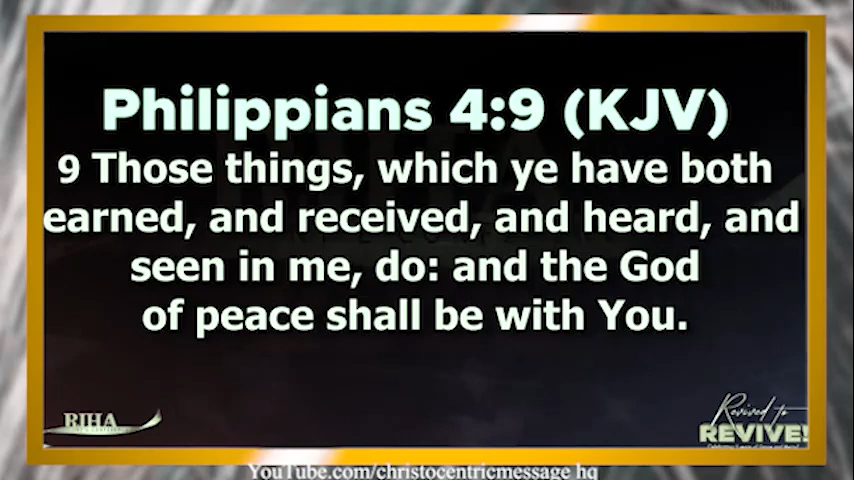 Philippians 4:9 (KJV)
9 Those things, which ye have both
earned, and received, and heard, and
seen in me, do: and the God
of peace shall be with You.
RIHA
Revived to
REVIVE!
YouTube.com/christocentricmessage hq